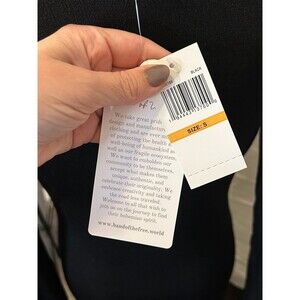 BLACK
SIZE: S
We take great pride
design and manufactur
clothing and are ever
of protecting the health
well-being of humankind as
well as our fragile ecosystem.
We want to embolden our
community to be themselves,
accept what makes them
unique, authentic, and
celebrate their originality. We
embrace creativity and taking
the road less traveled.
Welcome to all that wish to
join us on the journey to find
their bohemian spirit.
www.handofthefree.world